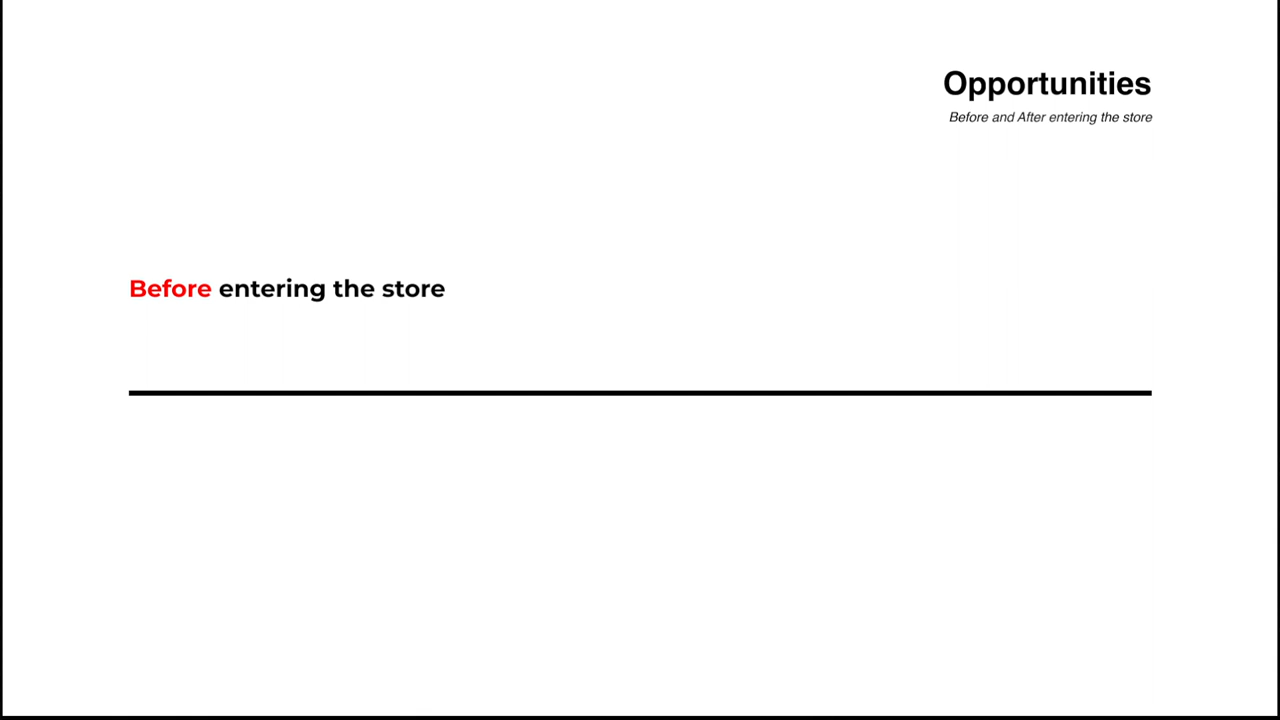 Opportunities
Before and After entering the store
Before entering the store